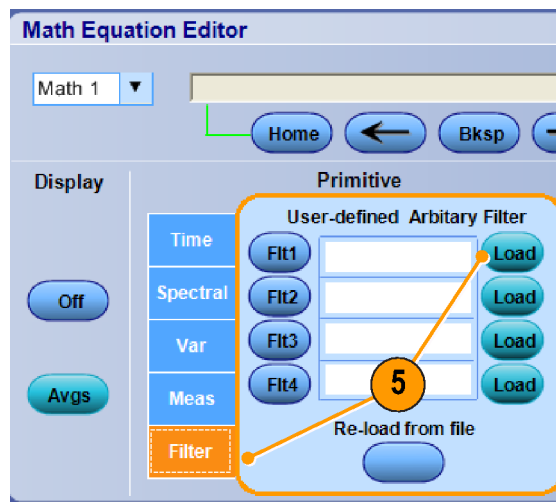 Math Equation Editor
Math 1
Home
Bksp
Display
Primitive
User-defined Arbitary Filter
Time
Flt1
Load
Spectral
Flt2
Load
Off
Var
Flt3
Load
Meas
Flt4
5
Load
Avgs
Filter
Re-load from file